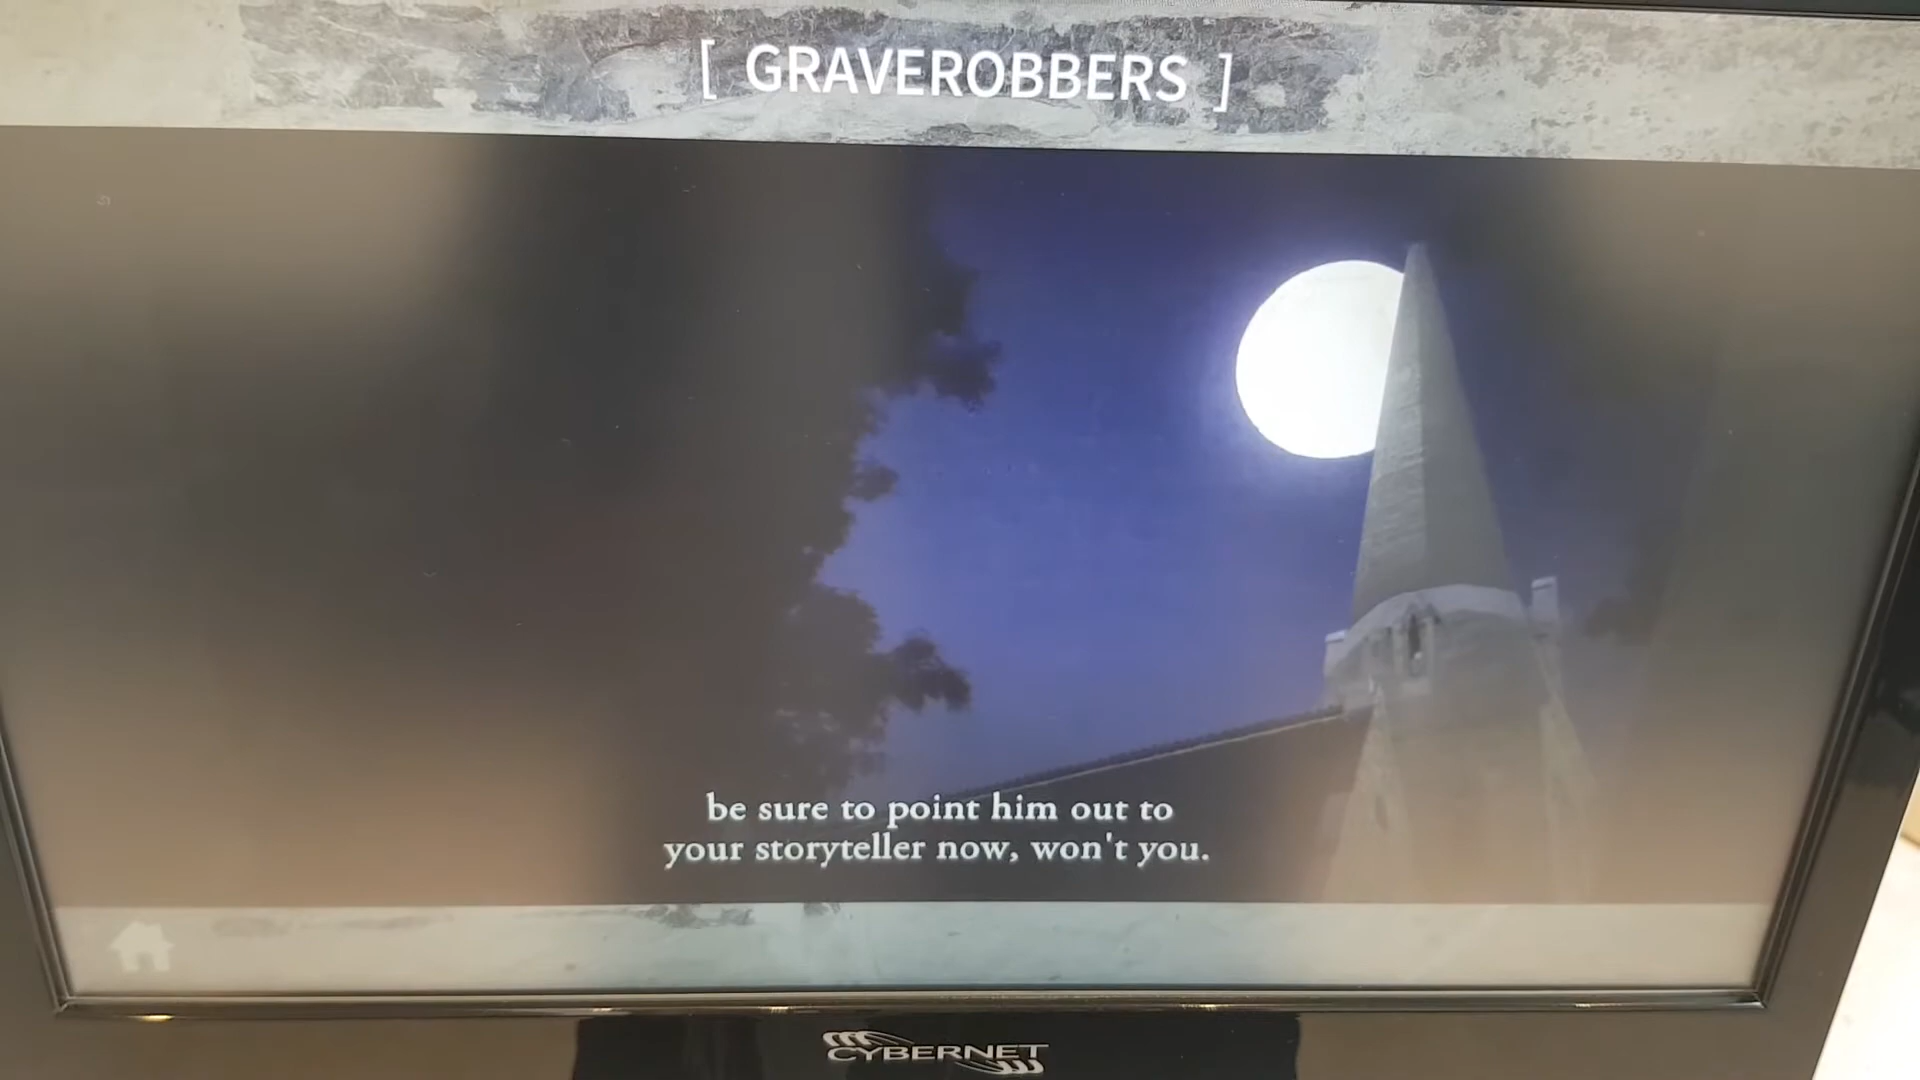 [ GRAVEROBBERS ]
be sure to point him out to
your storyteller now, won't you.
CYBERNET